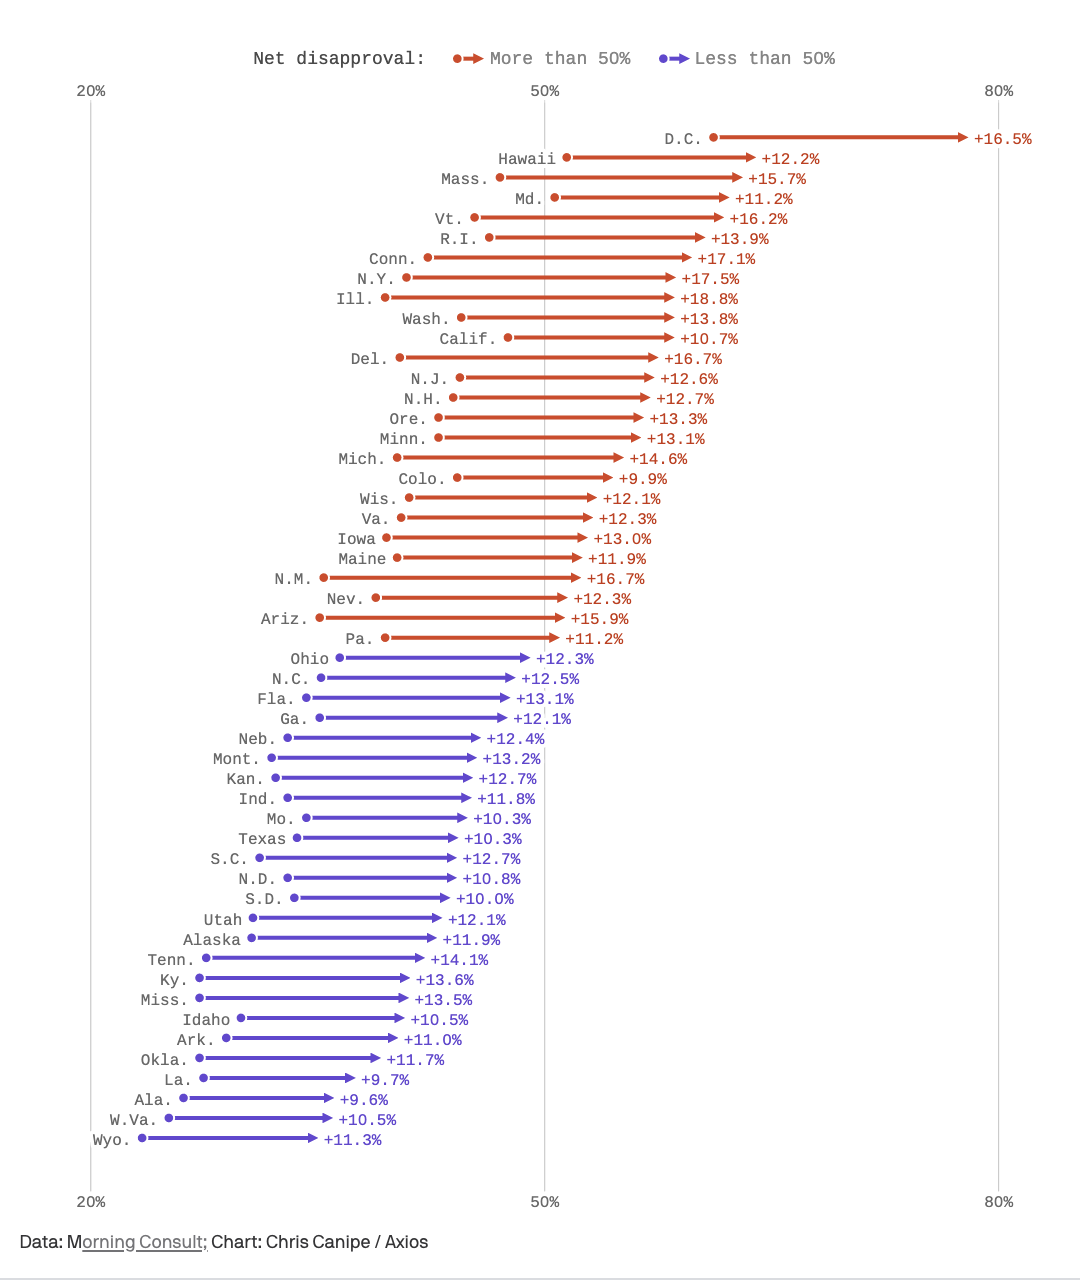 Net disapproval: More than 50% Less than 50%
20% 50% 80%
D.C. +16.5%
Hawaii +12.2%
Mass. +15.7%
Md. +11.2%
Vt. +16.2%
R.I. +13.9%
Conn. +17.1%
N.Y. +17.5%
Ill. +18.8%
Wash. +13.8%
Calif. +10.7%
Del. +16.7%
N.J. +12.6%
N.H. +12.7%
Ore. +13.3%
Minn. +13.1%
Mich. +14.6%
Colo. +9.9%
Wis. +12.1%
Va. +12.3%
Iowa +13.0%
Maine +11.9%
N.M. +16.7%
Nev. +12.3%
Ariz. +15.9%
Pa. +11.2%
Ohio +12.3%
N.C. +12.5%
Fla. +13.1%
Ga. +12.1%
Neb. +12.4%
Mont. +13.2%
Kan. +12.7%
Ind. +11.8%
Mo. +10.3%
Texas +10.3%
S.C. +12.7%
N.D. +10.8%
S.D. +10.0%
Utah +12.1%
Alaska +11.9%
Tenn. +14.1%
Ky. +13.6%
Miss. +13.5%
Idaho +10.5%
Ark. +11.0%
Okla. +11.7%
La. +9.7%
Ala. +9.6%
W.Va. +10.5%
Wyo. +11.3%
20% 50% 80%
Data: Morning Consult; Chart: Chris Canipe / Axios